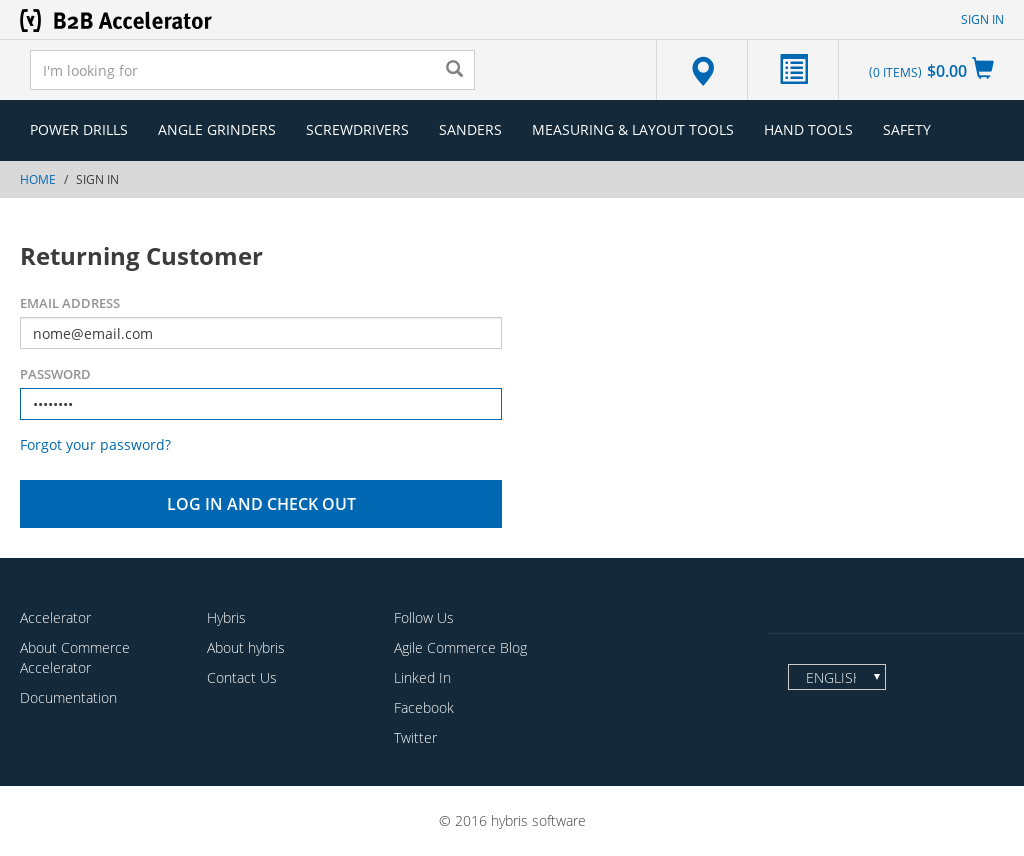 B2B Accelerator
SIGN IN
I'm looking for
(0 ITEMS) $0.00
POWER DRILLS ANGLE GRINDERS SCREWDRIVERS SANDERS MEASURING & LAYOUT TOOLS HAND TOOLS SAFETY
HOME / SIGN IN
Returning Customer
EMAIL ADDRESS
nome@email.com
PASSWORD
••••••••
Forgot your password?
LOG IN AND CHECK OUT
Accelerator
About Commerce
Accelerator
Documentation
Hybris
About hybris
Contact Us
Follow Us
Agile Commerce Blog
Linked In
Facebook
Twitter
ENGLISH
© 2016 hybris software